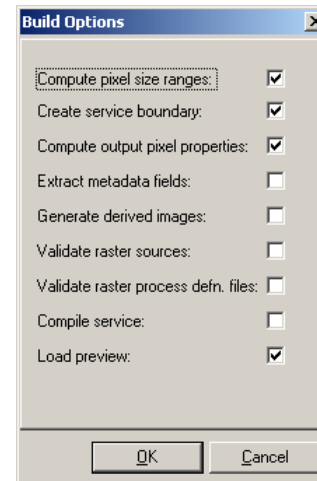 Build Options
Compute pixel size ranges:
Create service boundary:
Compute output pixel properties:
Extract metadata fields:
Generate derived images:
Validate raster sources:
Validate raster process defn. files:
Compile service:
Load preview:
OK Cancel